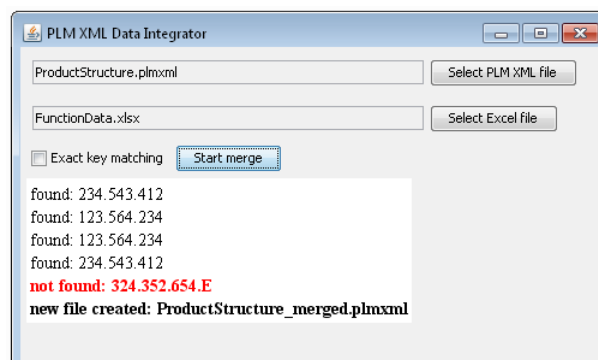 PLM XML Data Integrator
ProductStructure.plmxml Select PLM XML file
FunctionData.xlsx Select Excel file
Exact key matching Start merge
found: 234.543.412
found: 123.564.234
found: 123.564.234
found: 234.543.412
not found: 324.352.654.E
new file created: ProductStructure_merged.plmxml